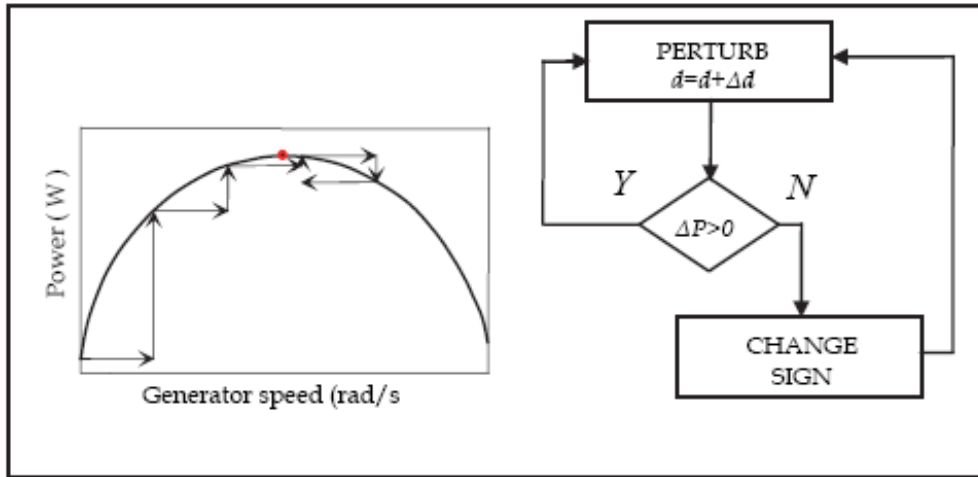 Power ( W )
Generator speed (rad/s
PERTURB
d=d+Δd
Y
N
ΔP>0
CHANGE
SIGN